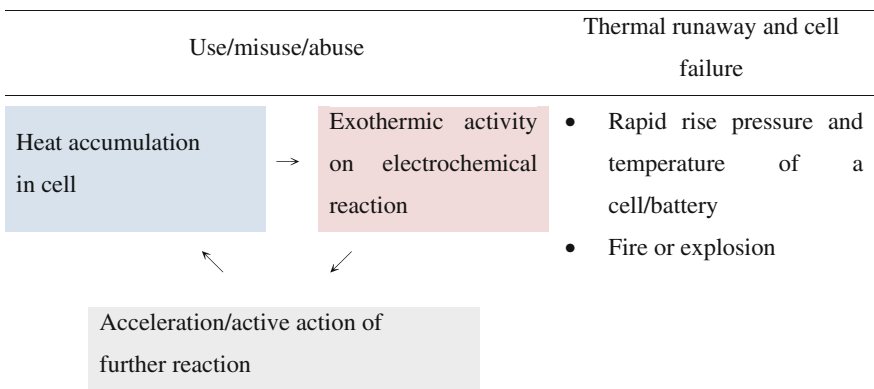 Use/misuse/abuse
Thermal runaway and cell
failure
Heat accumulation
in cell
Exothermic activity
on electrochemical
reaction
• Rapid rise pressure and
temperature of a
cell/battery
• Fire or explosion
Acceleration/active action of
further reaction